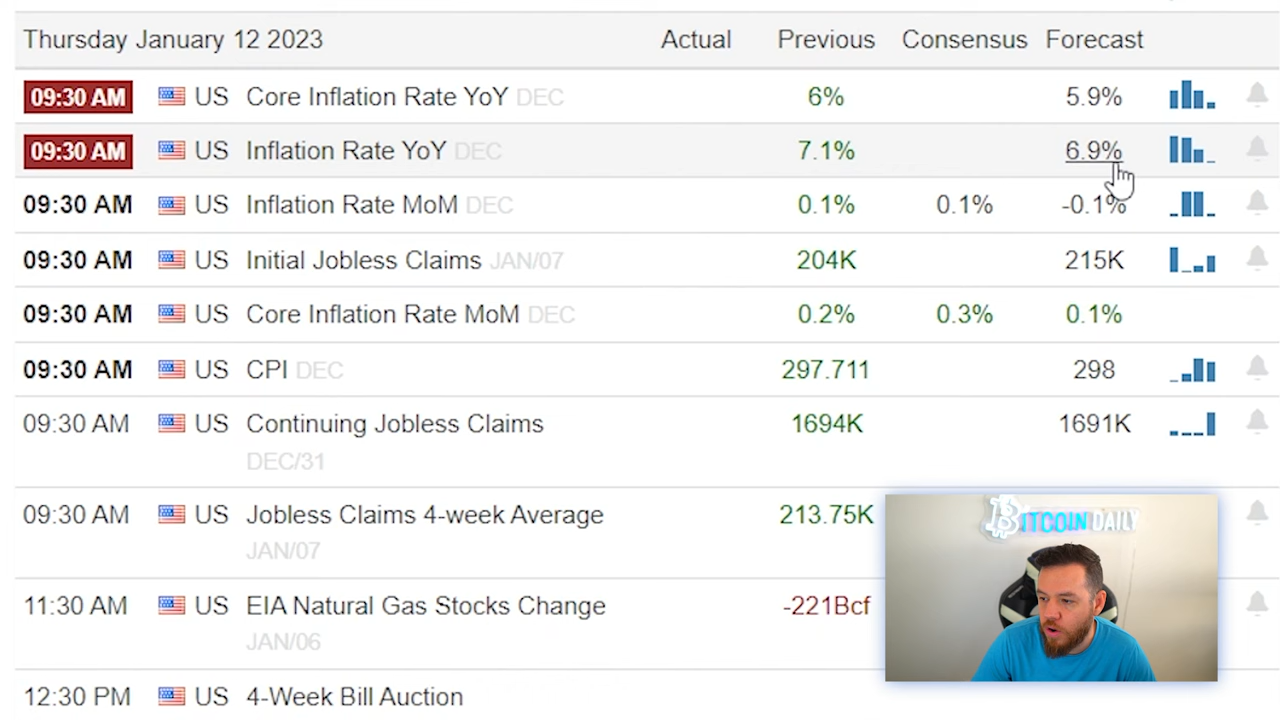 Thursday January 12 2023 Actual Previous Consensus Forecast
09:30 AM US Core Inflation Rate YoY DEC 6% 5.9%
09:30 AM US Inflation Rate YoY DEC 7.1% 6.9%
09:30 AM US Inflation Rate MoM DEC 0.1% 0.1% -0.1%
09:30 AM US Initial Jobless Claims JAN/07 204K 215K
09:30 AM US Core Inflation Rate MoM DEC 0.2% 0.3% 0.1%
09:30 AM US CPI DEC 297.711 298
09:30 AM US Continuing Jobless Claims 1694K 1691K
DEC/31
09:30 AM US Jobless Claims 4-week Average 213.75K
JAN/07
11:30 AM US EIA Natural Gas Stocks Change -221Bcf
JAN/06
12:30 PM US 4-Week Bill Auction
BITCOIN DAILY